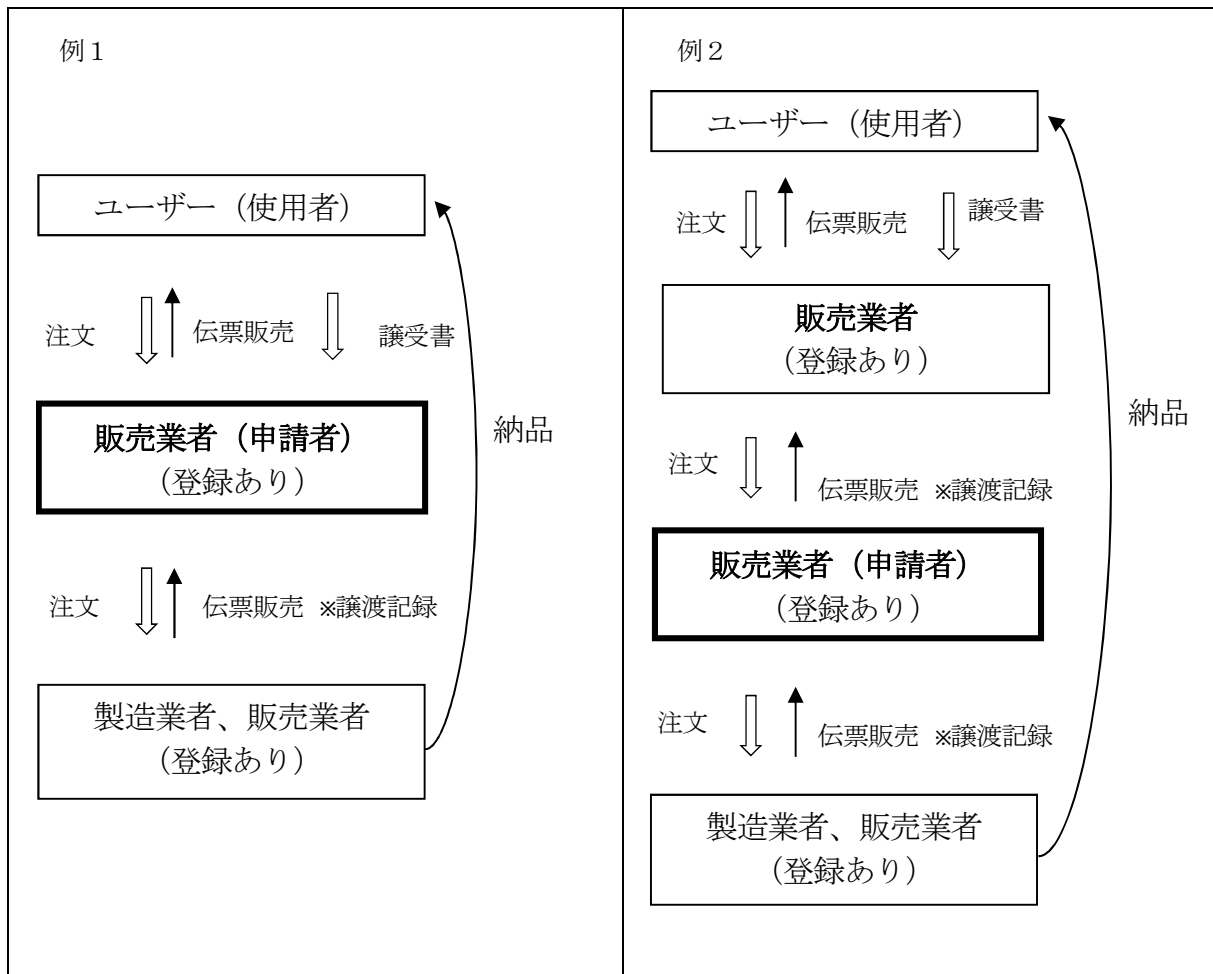 例１
ユーザー（使用者）
注文
伝票販売
譲受書
販売業者（申請者）
（登録あり）
納品
注文
伝票販売 ※譲渡記録
製造業者、販売業者
（登録あり）
例２
ユーザー（使用者）
注文
伝票販売
譲受書
販売業者
（登録あり）
納品
注文
伝票販売 ※譲渡記録
販売業者（申請者）
（登録あり）
注文
伝票販売 ※譲渡記録
製造業者、販売業者
（登録あり）